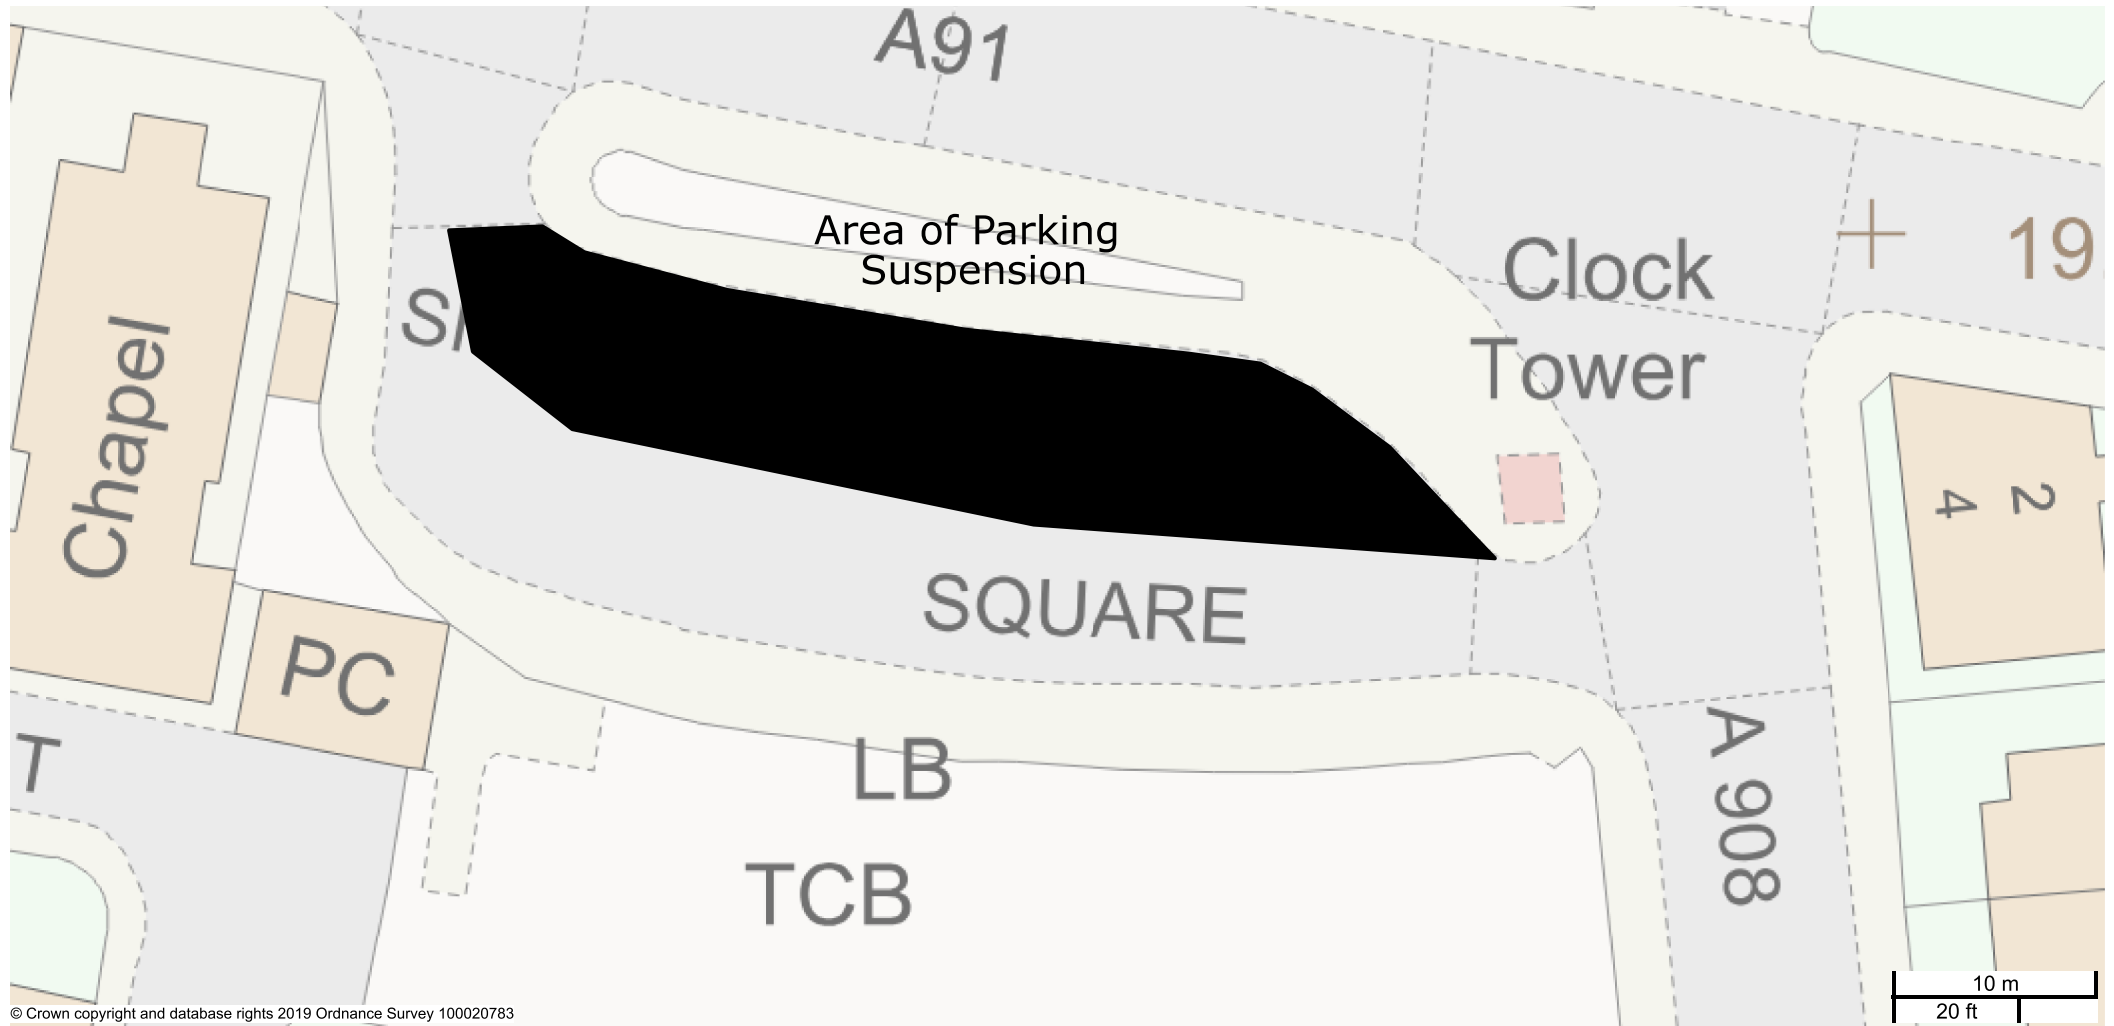 A91
Area of Parking
Suspension
Clock
Tower
19
Chapel
SQUARE
4
2
PC
T
LB
TCB
A 908
10 m
20 ft
© Crown copyright and database rights 2019 Ordnance Survey 100020783